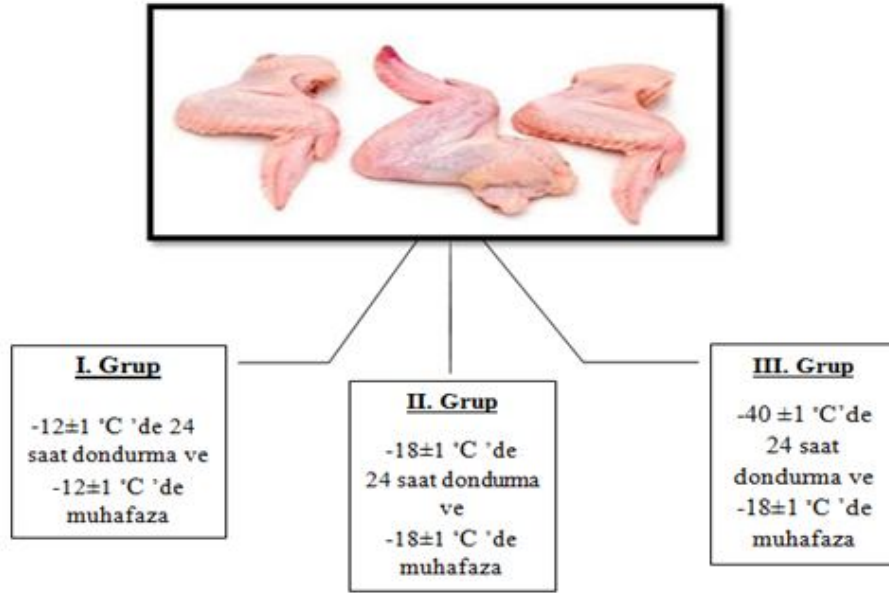 I. Grup
-12±1 °C 'de 24
saat dondurma ve
-12±1 °C 'de
muhafaza
II. Grup
-18±1 °C 'de
24 saat dondurma
ve
-18±1 °C 'de
muhafaza
III. Grup
-40 ±1 °C'de
24 saat
dondurma ve
-18±1 °C 'de
muhafaza